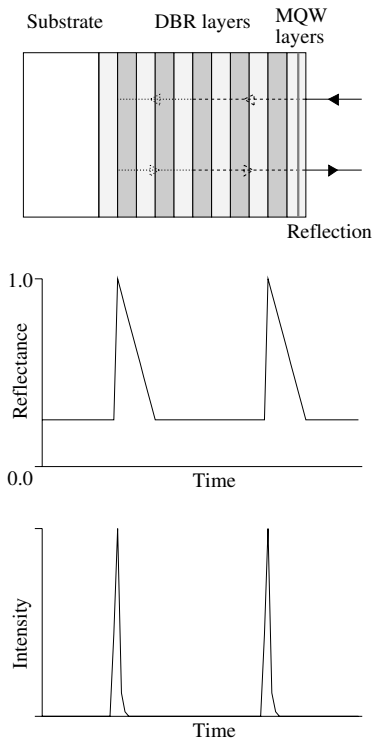 Substrate
DBR layers
MQW
layers
Reflection
1.0
Reflectance
0.0
Time
Intensity
Time